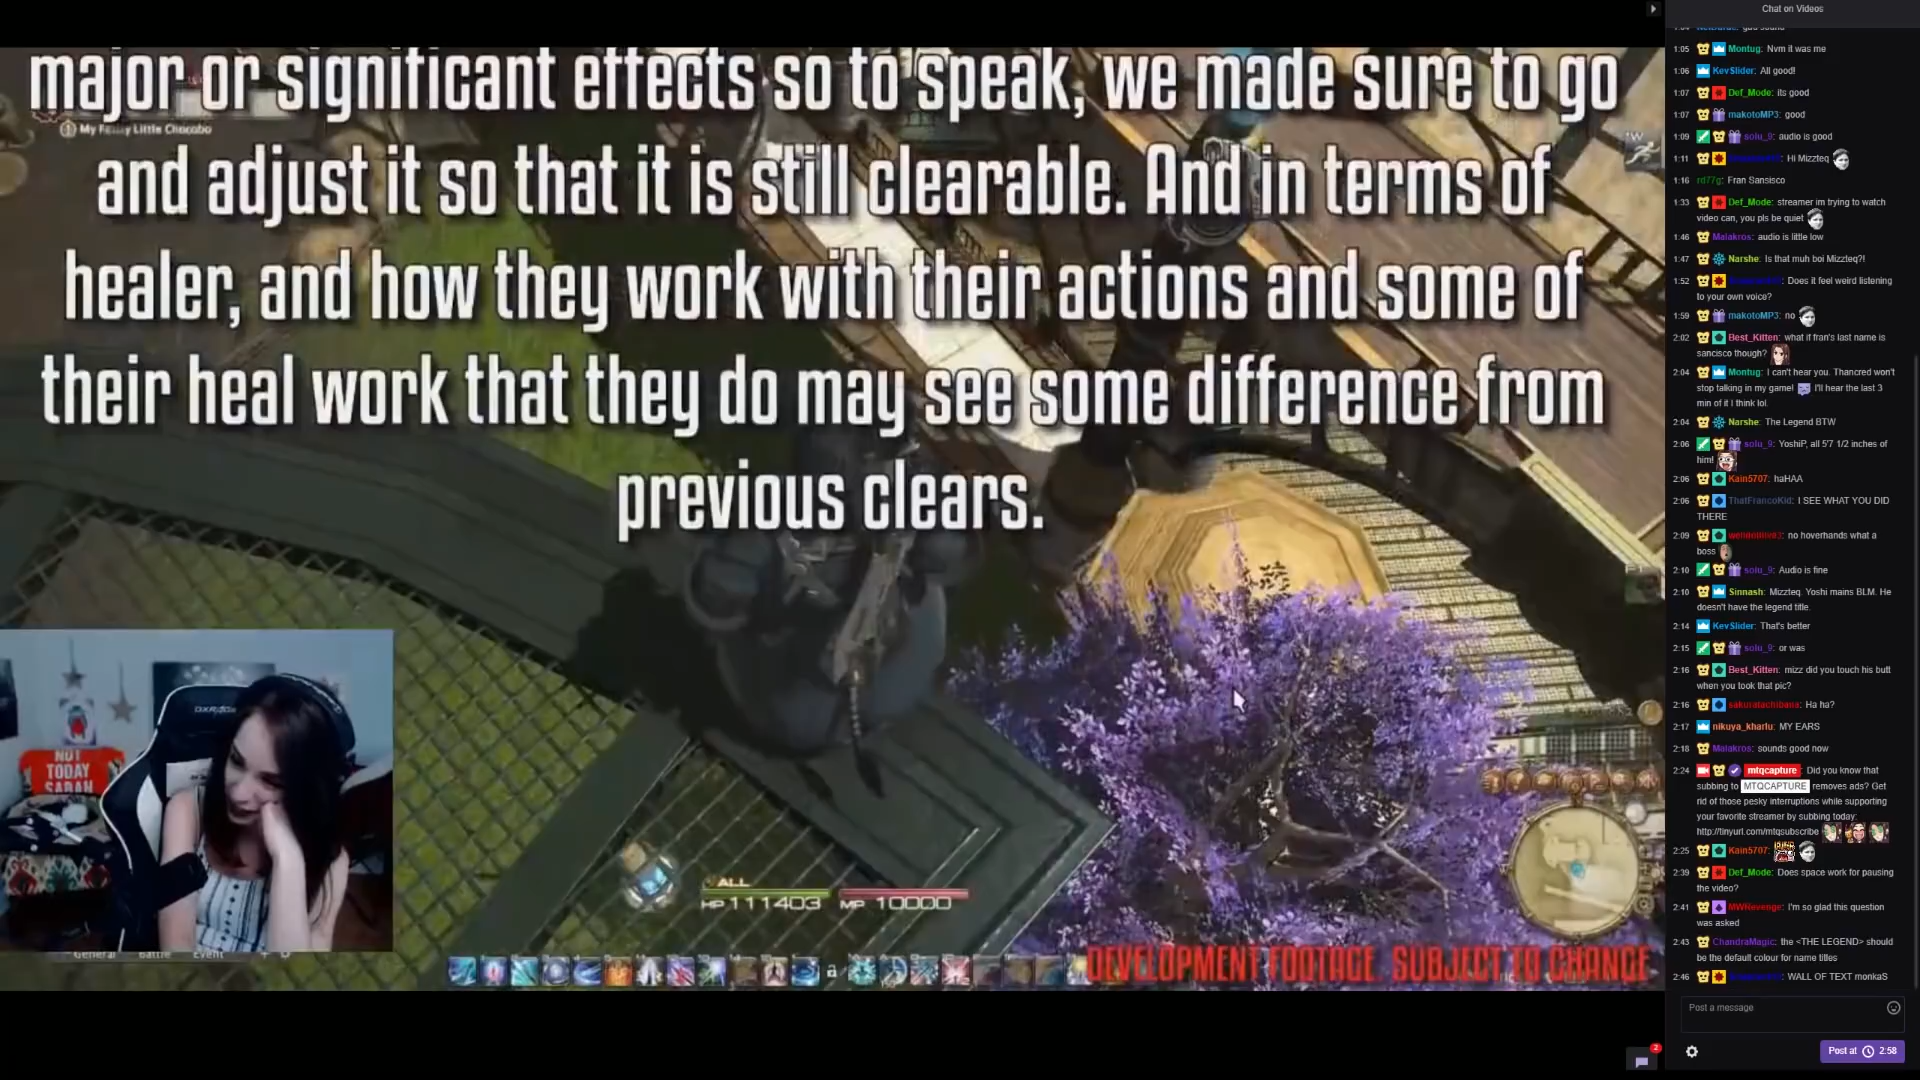 Chat on Videos
major or significant effects so to speak, we made sure to go
My Feisty Little Chocobo
and adjust it so that it is still clearable. And in terms of
healer, and how they work with their actions and some of
their heal work that they do may see some difference from
previous clears.
NOT
TODAY
SATAN
ALL
HP 111403 MP 10000
General Battle Event
DEVELOPMENT FOOTAGE. SUBJECT TO CHANGE
1:05 Montug: Nvm it was me
1:06 KevSlider: All good!
1:07 Def_Mode: its good
1:07 makotoMP3: good
1:09 solu_9: audio is good
1:11 Hi Mizzteq
1:16 rd77g: Fran Sansisco
1:33 Def_Mode: streamer im trying to watch
video can, you pls be quiet
1:46 Malakros: audio is little low
1:47 Narshe: Is that muh boi Mizzteq?!
1:52 Does it feel weird listening
to your own voice?
1:59 makotoMP3: no
2:02 Best_Kitten: what if fran's last name is
sancisco though?
2:04 Montug: I can't hear you. Thancred won't
stop talking in my game! I'll hear the last 3
min of it I think lol.
2:04 Narshe: The Legend BTW
2:06 solu_9: YoshiP, all 5'7 1/2 inches of
him!
2:06 Kain5707: haHAA
2:06 ThatFrancoKid: I SEE WHAT YOU DID
THERE
2:09 no hoverhands what a
boss
2:10 solu_9: Audio is fine
2:10 Sinnash: Mizzteq. Yoshi mains BLM. He
doesn't have the legend title.
2:14 KevSlider: That's better
2:15 solu_9: or was
2:16 Best_Kitten: mizz did you touch his butt
when you took that pic?
2:16 sakuratachibana: Ha ha?
2:17 nikuya_kharlu: MY EARS
2:18 Malakros: sounds good now
2:24 mtqcapture: Did you know that
subbing to MTQCAPTURE removes ads? Get
rid of those pesky interruptions while supporting
your favorite streamer by subbing today:
http://tinyurl.com/mtqsubscribe
2:25 Kain5707:
2:39 Def_Mode: Does space work for pausing
the video?
2:41 MWRevenge: I'm so glad this question
was asked
2:43 ChandraMagic: the <THE LEGEND> should
be the default colour for name titles
2:46 WALL OF TEXT monkaS
Post a message
2
Post at 2:58